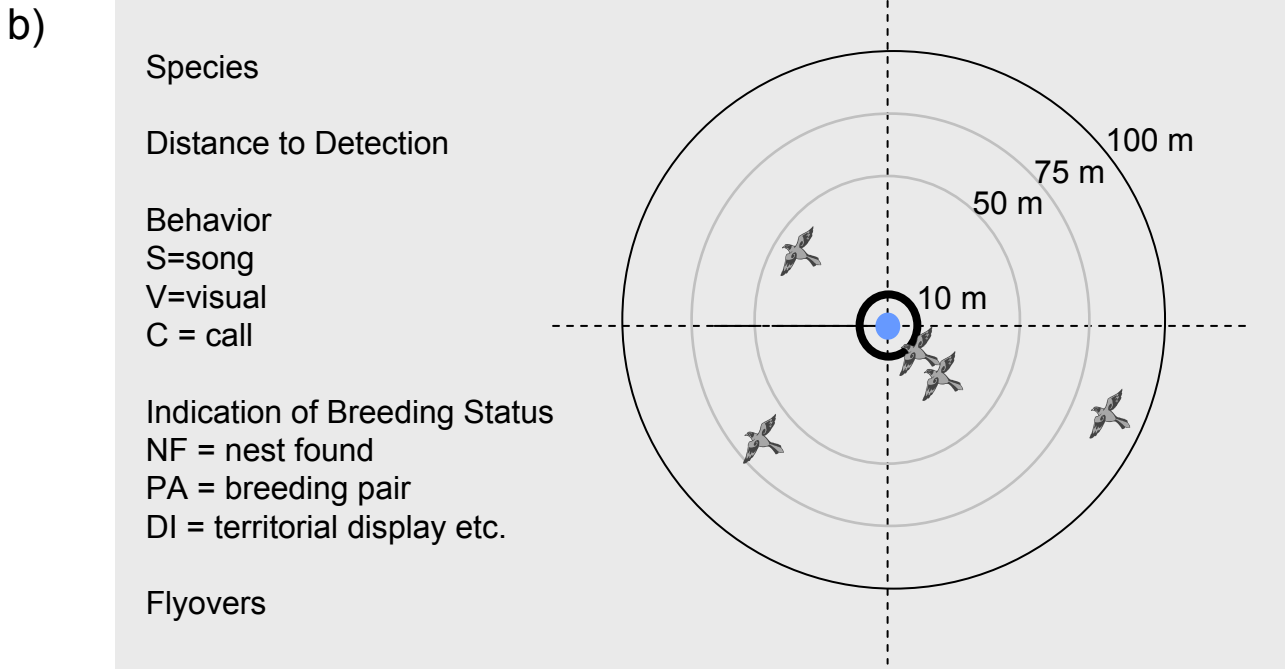 b)
Species
Distance to Detection
Behavior
S=song
V=visual
C = call
Indication of Breeding Status
NF = nest found
PA = breeding pair
DI = territorial display etc.
Flyovers
100 m
75 m
50 m
10 m